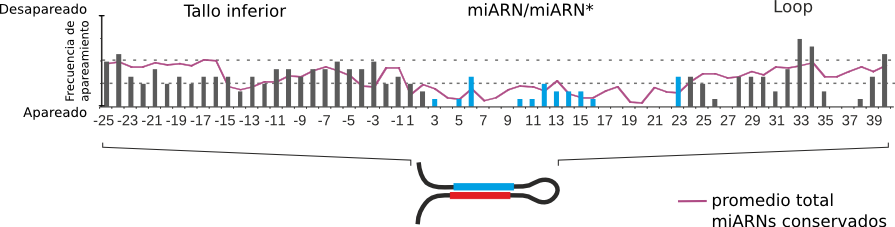 Desapareado
Tallo inferior
miARN/miARN*
Loop
Frecuencia de
apareamiento
Apareado
-25 -23 -21 -19 -17 -15 -13 -11 -9 -7 -5 -3 -1 1 3 5 6 7 9 11 13 15 17 19 21 23 25 27 29 31 33 35 37 39
promedio total
miARNs conservados